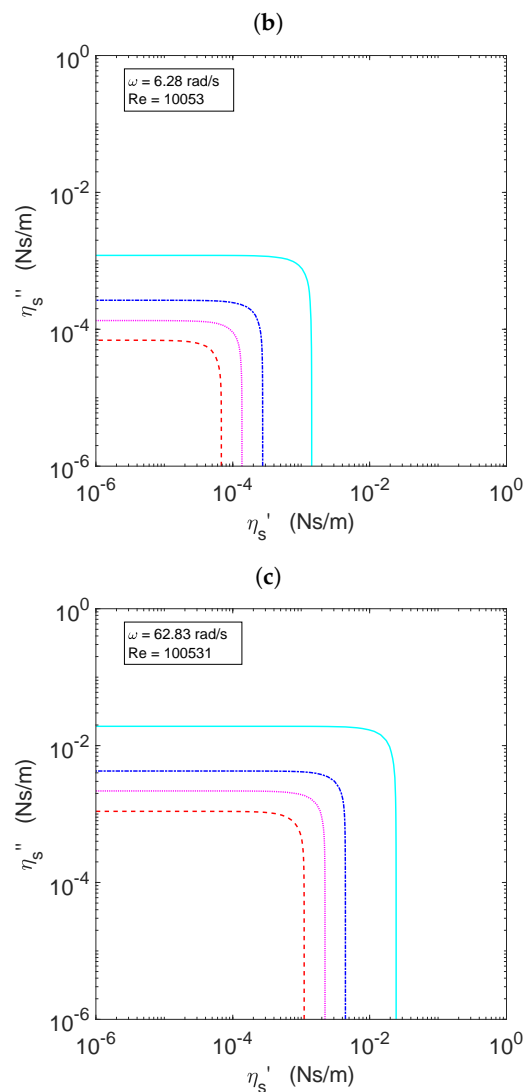 (b)
10^0
ω = 6.28 rad/s
Re = 10053
10^-2
η_s'' (Ns/m)
10^-4
10^-6
10^-6 10^-4 10^-2 10^0
η_s' (Ns/m)
(c)
10^0
ω = 62.83 rad/s
Re = 100531
10^-2
η_s'' (Ns/m)
10^-4
10^-6
10^-6 10^-4 10^-2 10^0
η_s' (Ns/m)